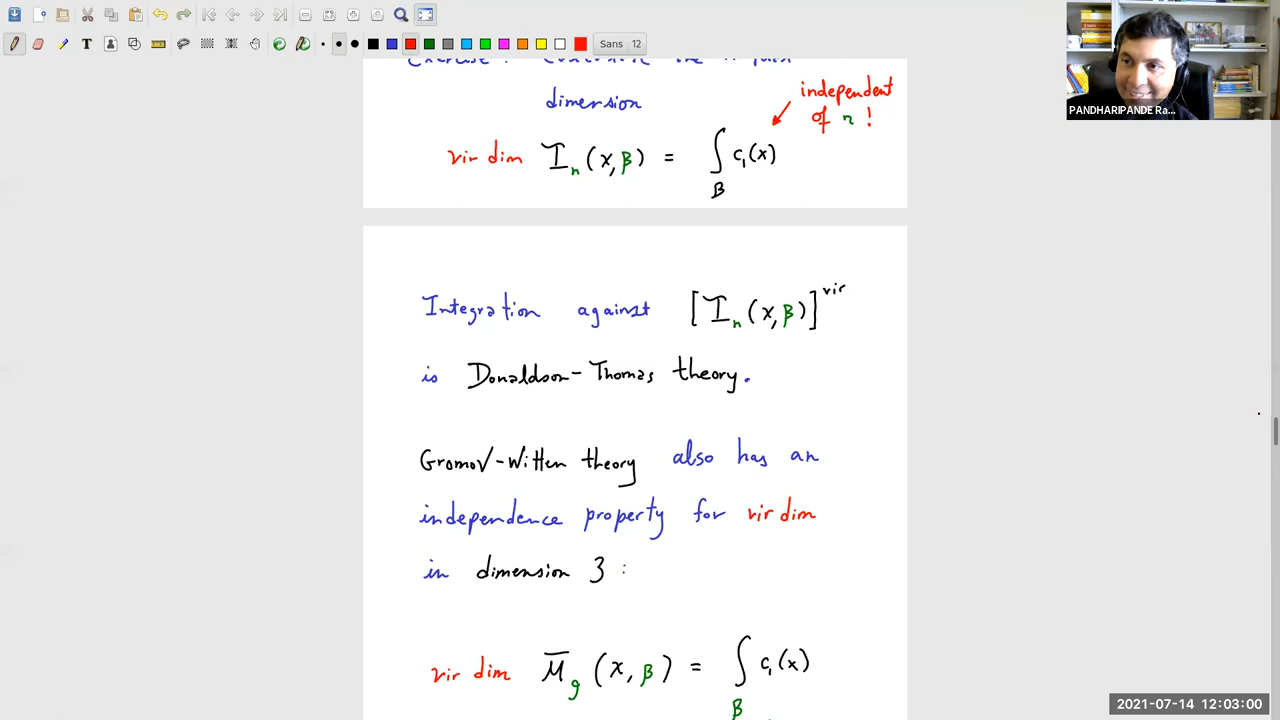 Sans 12
PANDHARIPANDE Ra...
dimension
independent
of n !
vir dim I_n (X, β) = ∫_β c_1(X)
Integration against [I_n (X, β)]^vir
is Donaldson-Thomas theory.
Gromov-Witten theory also has an
independence property for vir dim
in dimension 3 :
vir dim M̅_g (X, β) = ∫_β c_1(X)
2021-07-14 12:03:00